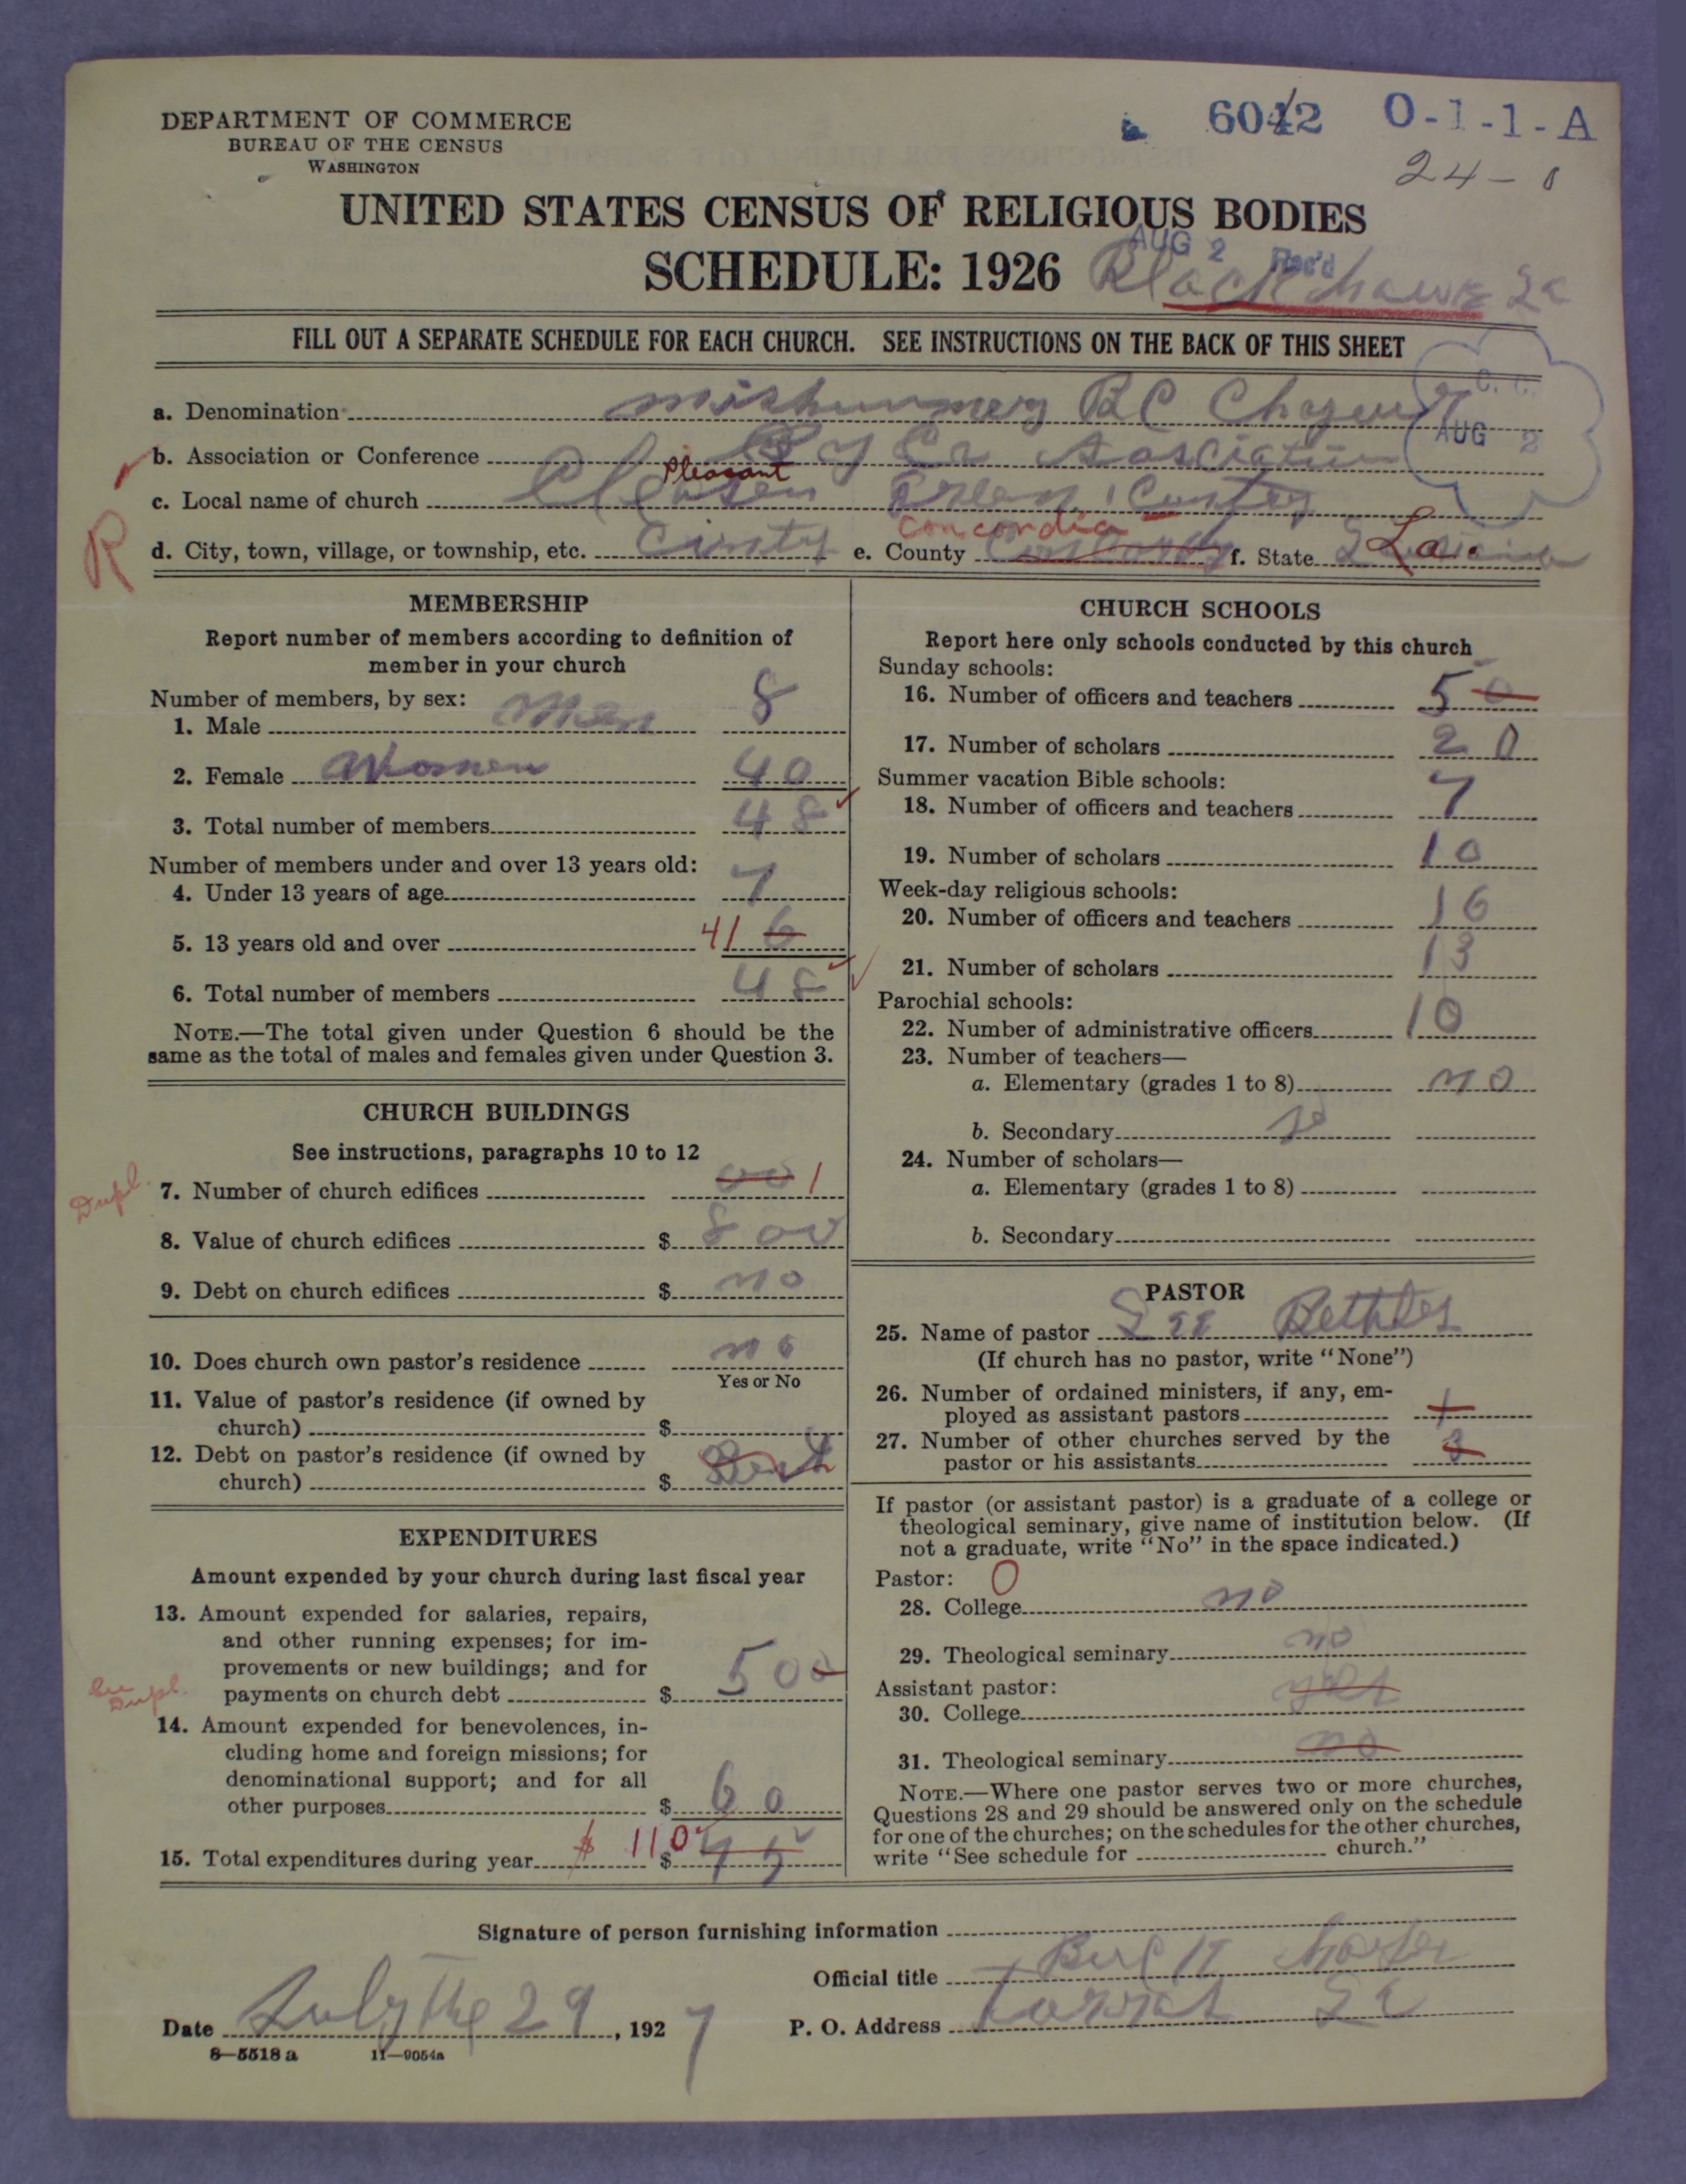 DEPARTMENT OF COMMERCE
BUREAU OF THE CENSUS
WASHINGTON
6042 O-1-1-A
24-
UNITED STATES CENSUS OF RELIGIOUS BODIES
AUG 2 Rec'd
SCHEDULE: 1926 Black hawk La
FILL OUT A SEPARATE SCHEDULE FOR EACH CHURCH. SEE INSTRUCTIONS ON THE BACK OF THIS SHEET
a. Denomination B C
AUG 2
b. Association or Conference
Pleasant
c. Local name of church
Concordia
R
d. City, town, village, or township, etc. e. County f. State La.
MEMBERSHIP
Report number of members according to definition of
member in your church
Number of members, by sex:
1. Male Men 8
2. Female Women 40
3. Total number of members 48
Number of members under and over 13 years old:
4. Under 13 years of age 7
5. 13 years old and over 41 6
6. Total number of members 48
NOTE.—The total given under Question 6 should be the
same as the total of males and females given under Question 3.
CHURCH BUILDINGS
See instructions, paragraphs 10 to 12
Dupl.
7. Number of church edifices 00 1
8. Value of church edifices $ 800
9. Debt on church edifices $ no
10. Does church own pastor's residence no
Yes or No
11. Value of pastor's residence (if owned by
church) $
12. Debt on pastor's residence (if owned by
church) $
EXPENDITURES
Amount expended by your church during last fiscal year
13. Amount expended for salaries, repairs,
and other running expenses; for im-
provements or new buildings; and for
payments on church debt $ 500
Dupl.
14. Amount expended for benevolences, in-
cluding home and foreign missions; for
denominational support; and for all
other purposes $ 60
15. Total expenditures during year $ 110 $ 75
CHURCH SCHOOLS
Report here only schools conducted by this church
Sunday schools:
16. Number of officers and teachers 50
17. Number of scholars 20
Summer vacation Bible schools:
18. Number of officers and teachers 7
19. Number of scholars 10
Week-day religious schools:
20. Number of officers and teachers 16
21. Number of scholars 13
Parochial schools:
22. Number of administrative officers 10
23. Number of teachers—
a. Elementary (grades 1 to 8) no
b. Secondary
24. Number of scholars—
a. Elementary (grades 1 to 8)
b. Secondary
PASTOR
25. Name of pastor
(If church has no pastor, write "None")
26. Number of ordained ministers, if any, em-
ployed as assistant pastors 1
27. Number of other churches served by the
pastor or his assistants 3
If pastor (or assistant pastor) is a graduate of a college or
theological seminary, give name of institution below. (If
not a graduate, write "No" in the space indicated.)
Pastor: 0
28. College no
29. Theological seminary no
Assistant pastor:
30. College yes
31. Theological seminary no
NOTE.—Where one pastor serves two or more churches,
Questions 28 and 29 should be answered only on the schedule
for one of the churches; on the schedules for the other churches,
write "See schedule for church."
Signature of person furnishing information
Official title
Date July the 29, 1927 P. O. Address La
8—5518 a 11—9054a